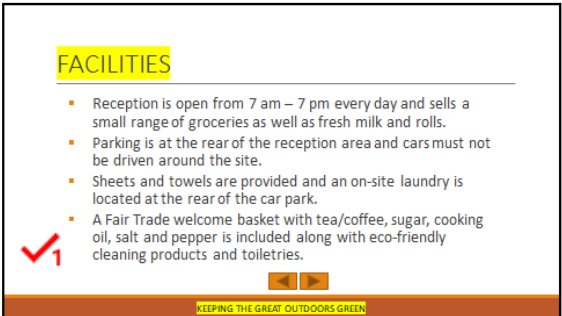 FACILITIES
▪ Reception is open from 7 am – 7 pm every day and sells a
small range of groceries as well as fresh milk and rolls.
▪ Parking is at the rear of the reception area and cars must not
be driven around the site.
▪ Sheets and towels are provided and an on-site laundry is
located at the rear of the car park.
▪ A Fair Trade welcome basket with tea/coffee, sugar, cooking
oil, salt and pepper is included along with eco-friendly
cleaning products and toiletries.
1
KEEPING THE GREAT OUTDOORS GREEN